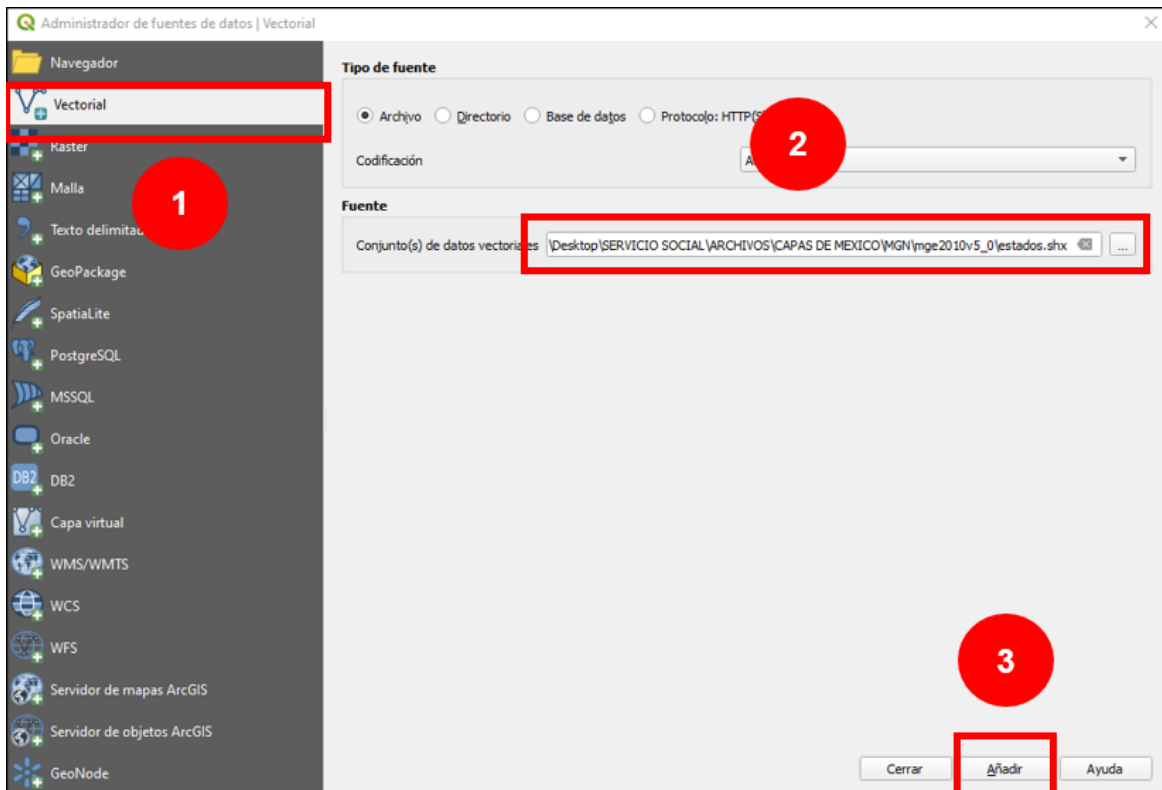 Administrador de fuentes de datos | Vectorial
Navegador
Vectorial
Raster
Malla
1
Texto delimitad
GeoPackage
SpatiaLite
PostgreSQL
MSSQL
Oracle
DB2
DB2
Capa virtual
WMS/WMTS
WCS
WFS
Servidor de mapas ArcGIS
Servidor de objetos ArcGIS
GeoNode
Tipo de fuente
Archivo Directorio Base de datos Protocolo: HTTP(S)
2
Codificación
Fuente
Conjunto(s) de datos vectoriales \Desktop\SERVICIO SOCIAL\ARCHIVOS\CAPAS DE MEXICO\MGN\mge2010v5_0\estados.shx ...
3
Cerrar Añadir Ayuda